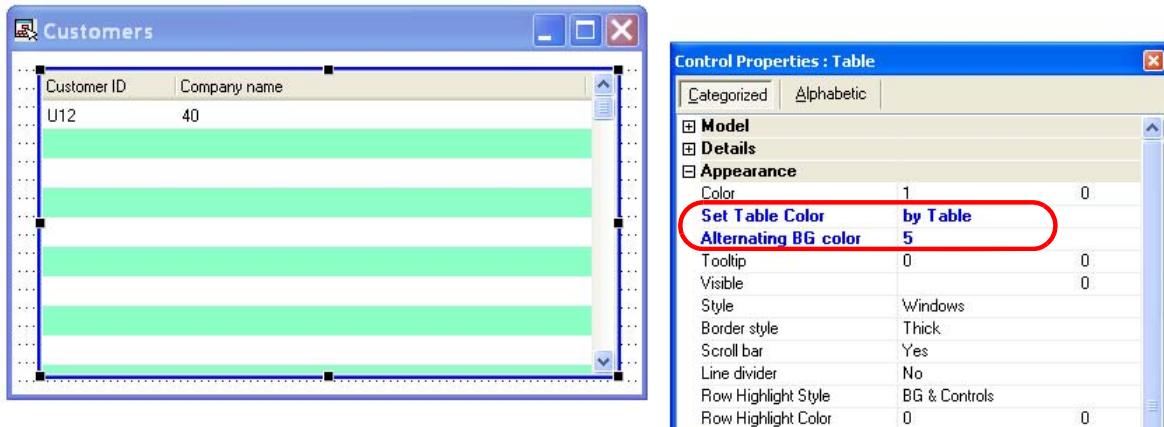 Customers
Customer ID Company name
U12 40
Control Properties : Table
Categorized Alphabetic
Model
Details
Appearance
Color 1 0
Set Table Color by Table
Alternating BG color 5
Tooltip 0 0
Visible 0
Style Windows
Border style Thick
Scroll bar Yes
Line divider No
Row Highlight Style BG & Controls
Row Highlight Color 0 0